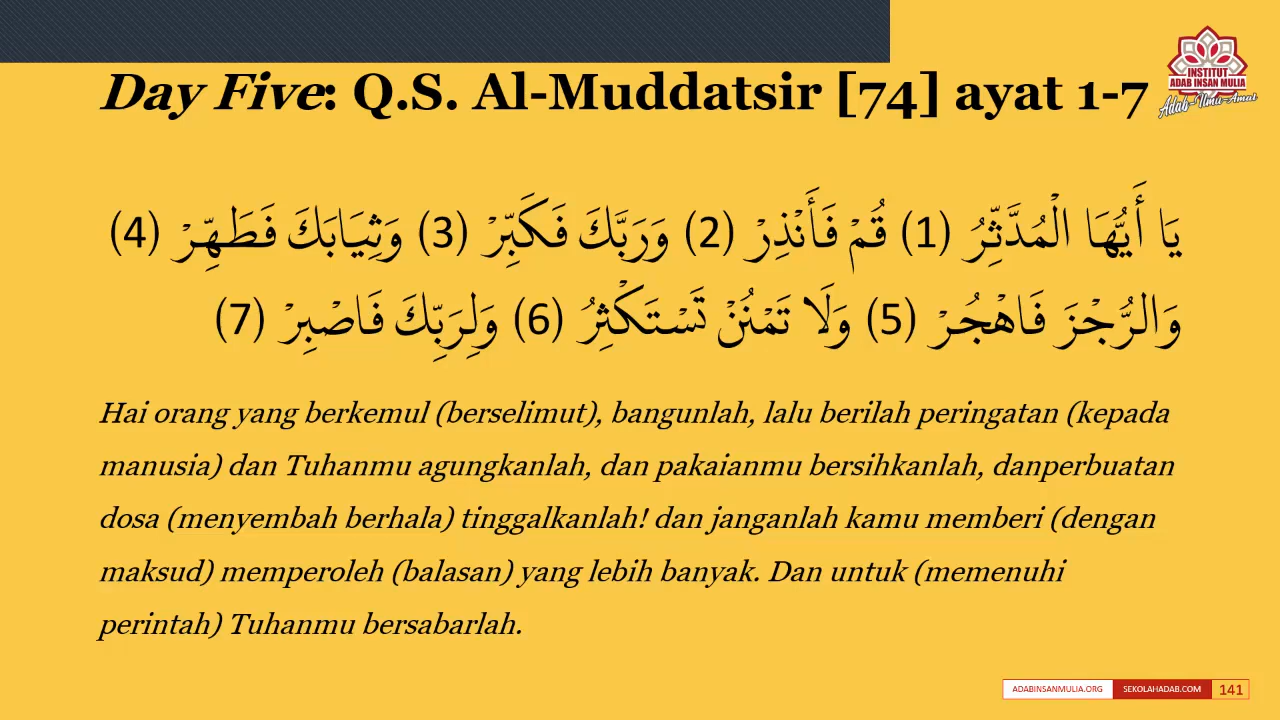 Day Five: Q.S. Al-Muddatsir [74] ayat 1-7
INSTITUT
ADAB INSAN MULIA
Adab-Ilmu-Amal
يَا أَيُّهَا الْمُدَّثِّرُ (1) قُمْ فَأَنْذِرْ (2) وَرَبَّكَ فَكَبِّرْ (3) وَثِيَابَكَ فَطَهِّرْ (4)
وَالرُّجْزَ فَاهْجُرْ (5) وَلَا تَمْنُنْ تَسْتَكْثِرُ (6) وَلِرَبِّكَ فَاصْبِرْ (7)
Hai orang yang berkemul (berselimut), bangunlah, lalu berilah peringatan (kepada
manusia) dan Tuhanmu agungkanlah, dan pakaianmu bersihkanlah, danperbuatan
dosa (menyembah berhala) tinggalkanlah! dan janganlah kamu memberi (dengan
maksud) memperoleh (balasan) yang lebih banyak. Dan untuk (memenuhi
perintah) Tuhanmu bersabarlah.
ADABINSANMULIA.ORG SEKOLAHADAB.COM 141